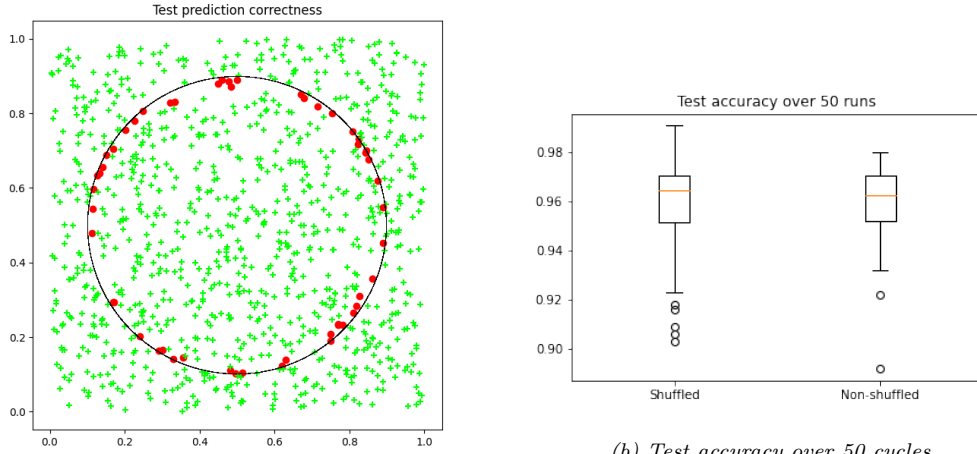 Test prediction correctness
1.0
0.8
0.6
0.4
0.2
0.0
0.0 0.2 0.4 0.6 0.8 1.0
Test accuracy over 50 runs
0.98
0.96
0.94
0.92
0.90
Shuffled Non-shuffled
(b) Test accuracy over 50 cycles